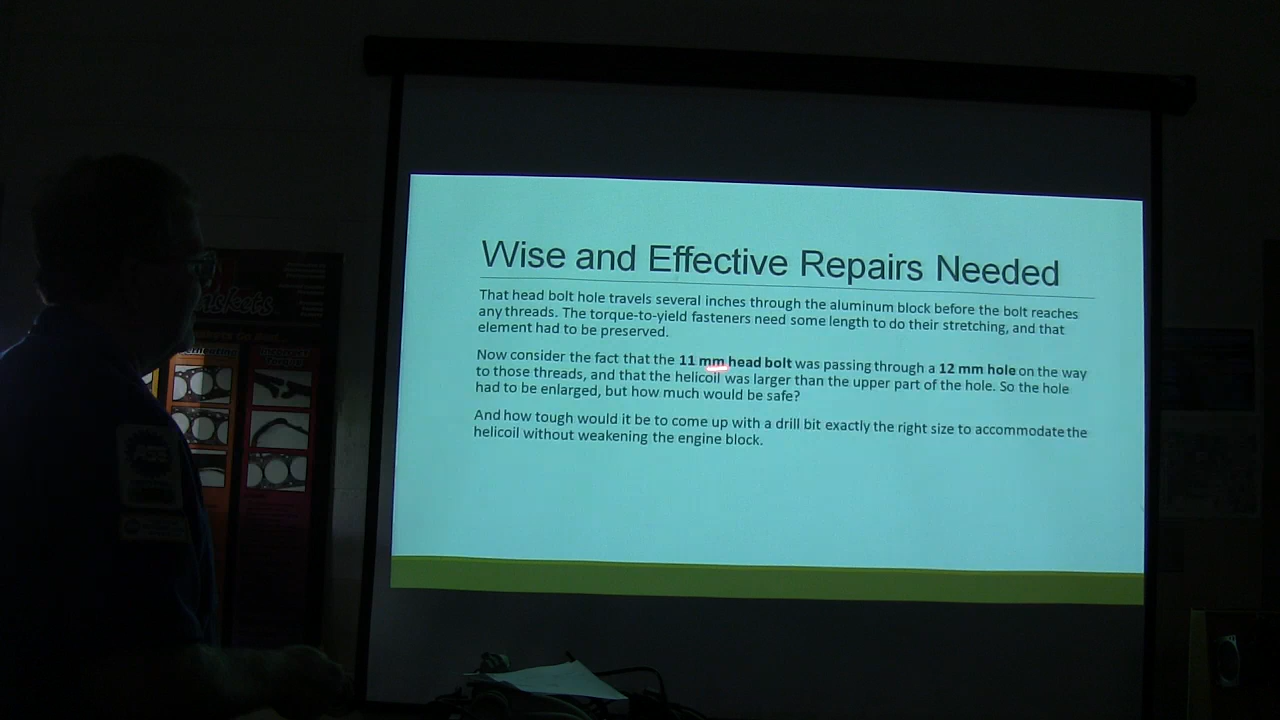 Wise and Effective Repairs Needed
That head bolt hole travels several inches through the aluminum block before the bolt reaches
any threads. The torque-to-yield fasteners need some length to do their stretching, and that
element had to be preserved.
Now consider the fact that the 11 mm head bolt was passing through a 12 mm hole on the way
to those threads, and that the helicoil was larger than the upper part of the hole. So the hole
had to be enlarged, but how much would be safe?
And how tough would it be to come up with a drill bit exactly the right size to accommodate the
helicoil without weakening the engine block.